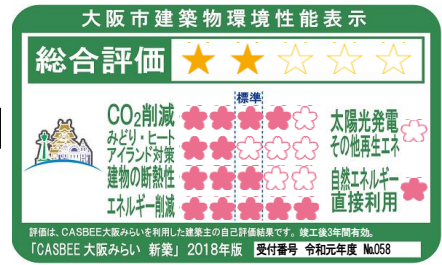 大阪市建築物環境性能表示
総合評価
標準
CO₂削減
みどり・ヒート
アイランド対策
建物の断熱性
エネルギー削減
太陽光発電
その他再生エネ
自然エネルギー
直接利用
評価は、CASBEE大阪みらいを利用した建築主の自己評価結果です。竣工後3年間有効。
「CASBEE大阪みらい 新築」2018年版 受付番号 令和元年度 №058